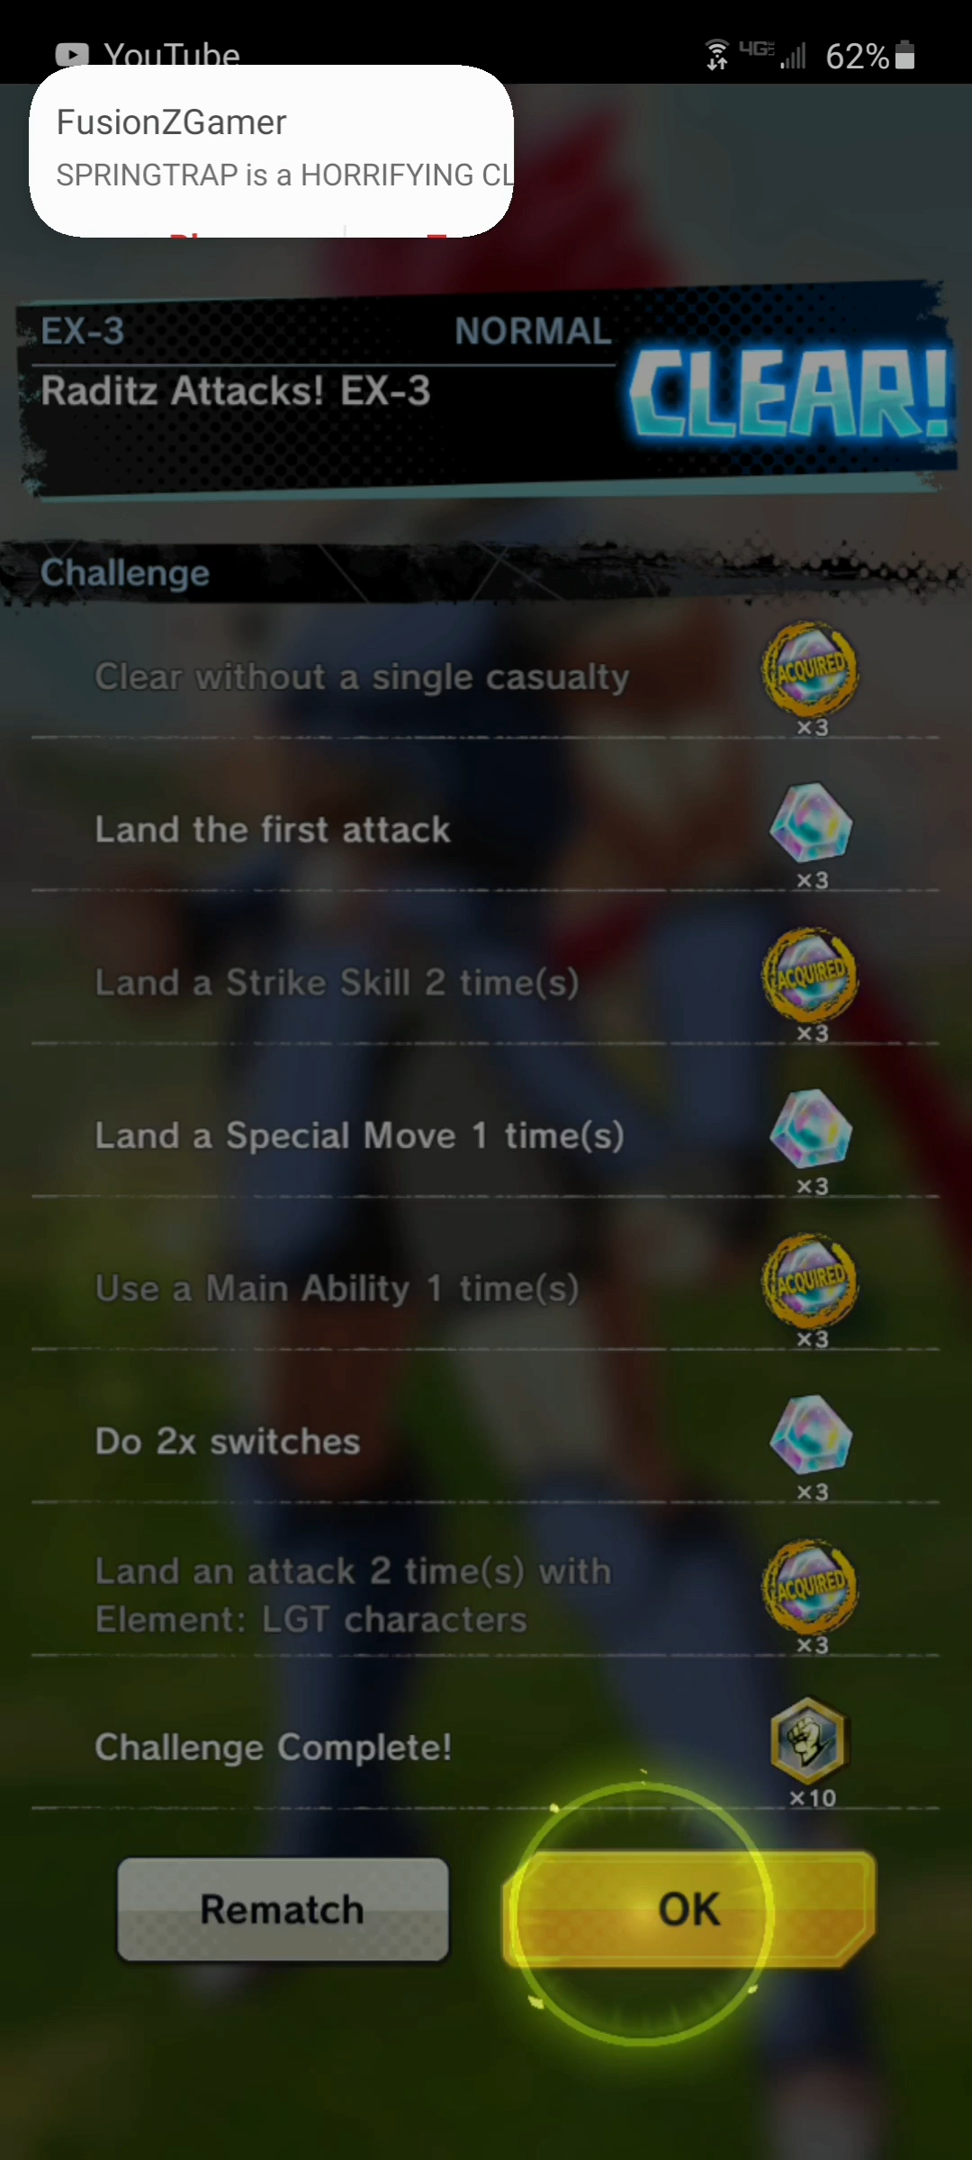 YouTube
4GE 62%
FusionZGamer
SPRINGTRAP is a HORRIFYING CL
EX-3 NORMAL
Raditz Attacks! EX-3
CLEAR!
Challenge
Clear without a single casualty
ACQUIRED
×3
Land the first attack
×3
Land a Strike Skill 2 time(s)
ACQUIRED
×3
Land a Special Move 1 time(s)
×3
Use a Main Ability 1 time(s)
ACQUIRED
×3
Do 2x switches
×3
Land an attack 2 time(s) with
Element: LGT characters
ACQUIRED
×3
Challenge Complete!
×10
Rematch OK